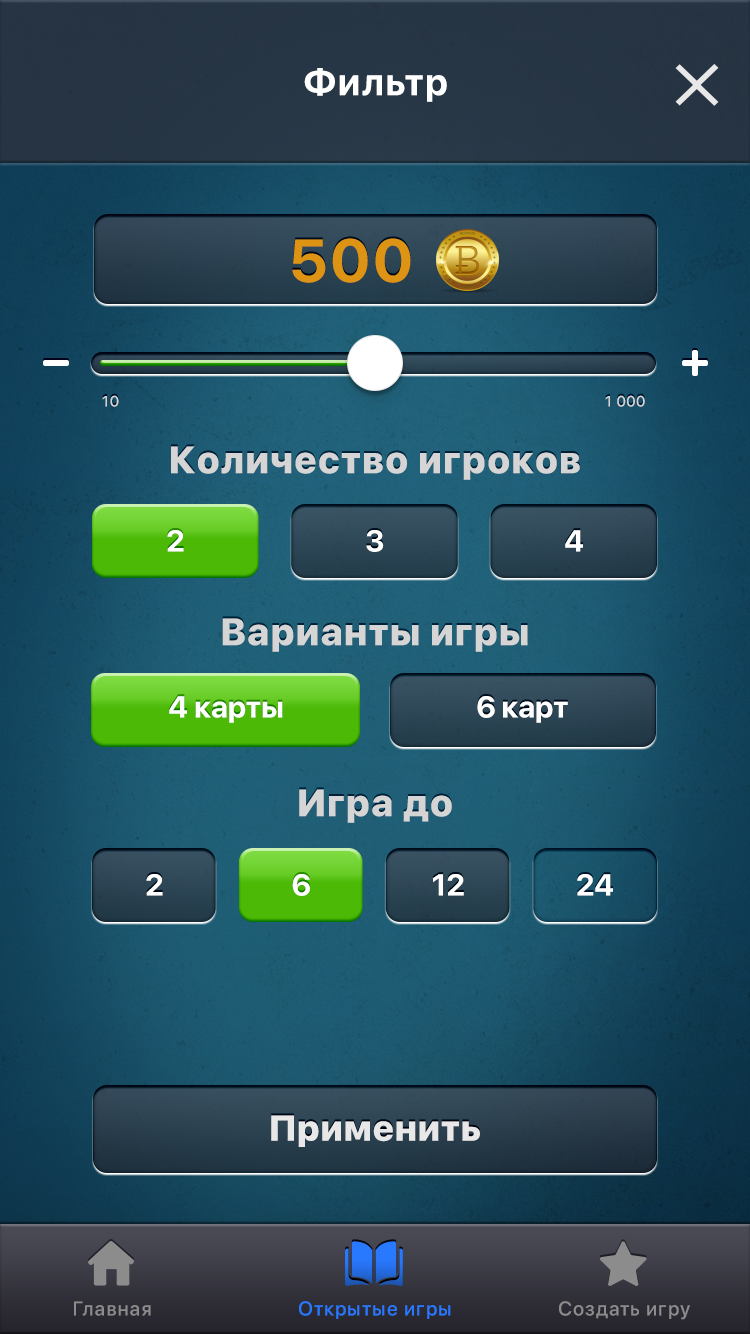 Фильтр
500
10 1 000
Количество игроков
2 3 4
Варианты игры
4 карты 6 карт
Игра до
2 6 12 24
Применить
Главная Открытые игры Создать игру